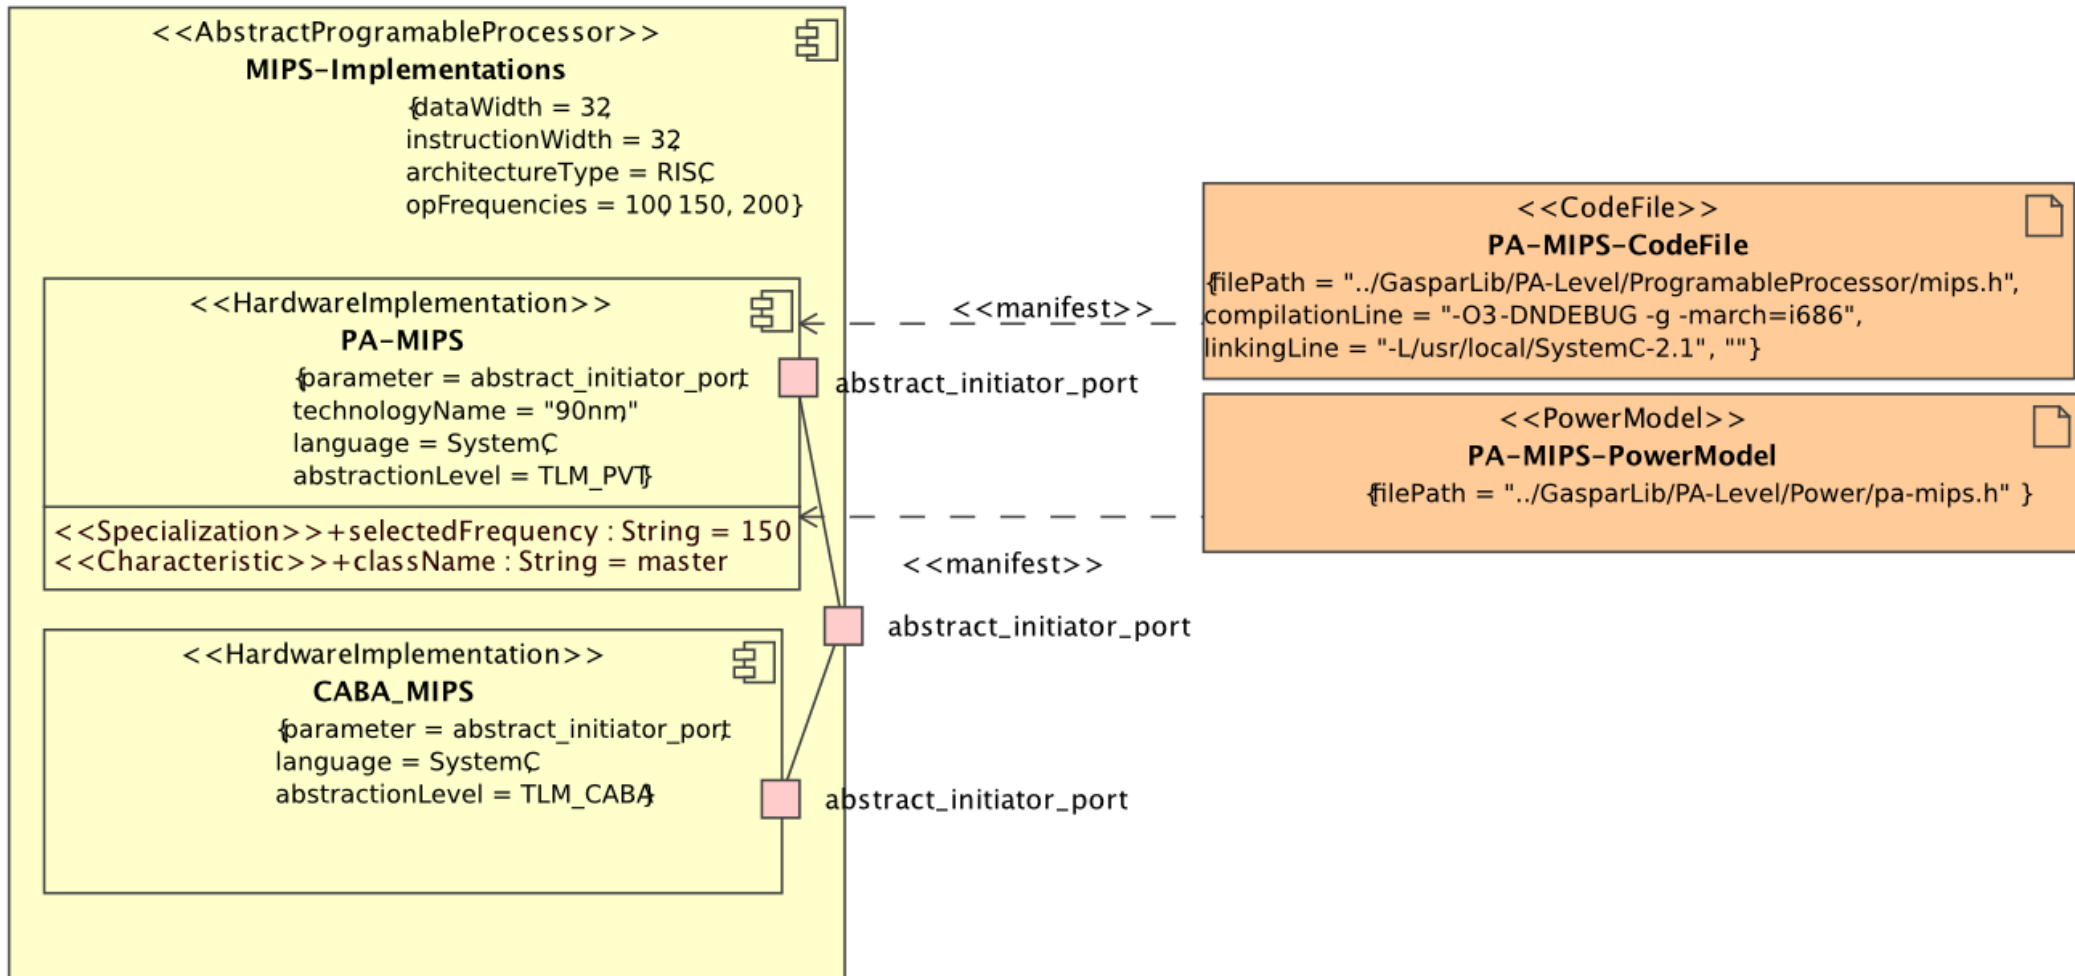 <<AbstractProgramableProcessor>>
MIPS-Implementations
{dataWidth = 32,
instructionWidth = 32,
architectureType = RISC,
opFrequencies = 100, 150, 200}
<<HardwareImplementation>>
PA-MIPS
{parameter = abstract_initiator_port,
technologyName = "90nm,"
language = SystemC,
abstractionLevel = TLM_PVT}
<<Specialization>>+selectedFrequency : String = 150
<<Characteristic>>+className : String = master
abstract_initiator_port
<<manifest>>
<<CodeFile>>
PA-MIPS-CodeFile
{filePath = "../GasparLib/PA-Level/ProgramableProcessor/mips.h",
compilationLine = "-O3-DNDEBUG -g -march=i686",
linkingLine = "-L/usr/local/SystemC-2.1", ""}
<<PowerModel>>
PA-MIPS-PowerModel
{filePath = "../GasparLib/PA-Level/Power/pa-mips.h" }
<<manifest>>
abstract_initiator_port
<<HardwareImplementation>>
CABA_MIPS
{parameter = abstract_initiator_port,
language = SystemC,
abstractionLevel = TLM_CABA}
abstract_initiator_port